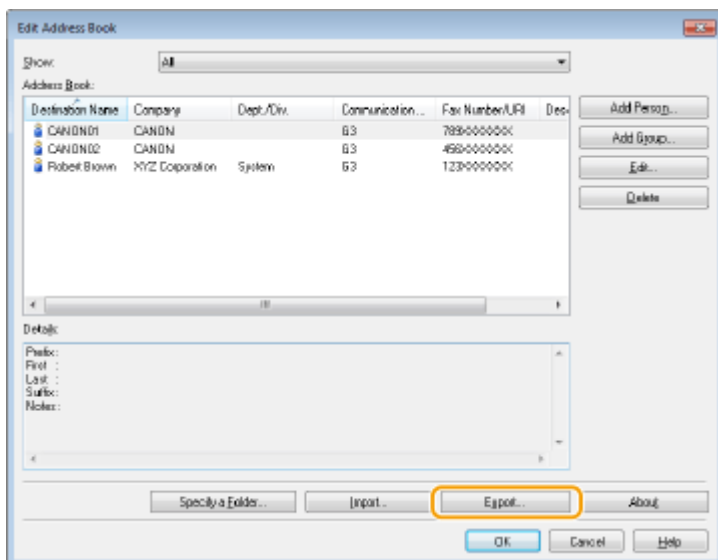 Edit Address Book
Show: All
Address Book:
Destination Name Company Dept./Div. Communication... Fax Number/URI Des
CANON01 CANON G3 789XXXXXXX
CANON02 CANON G3 456XXXXXXX
Robert Brown XYZ Corporation System G3 123XXXXXXX
Add Person...
Add Group...
Edit...
Delete
Details:
Prefix:
First :
Last :
Suffix:
Notes:
Specify a Folder... Import... Export... About
OK Cancel Help